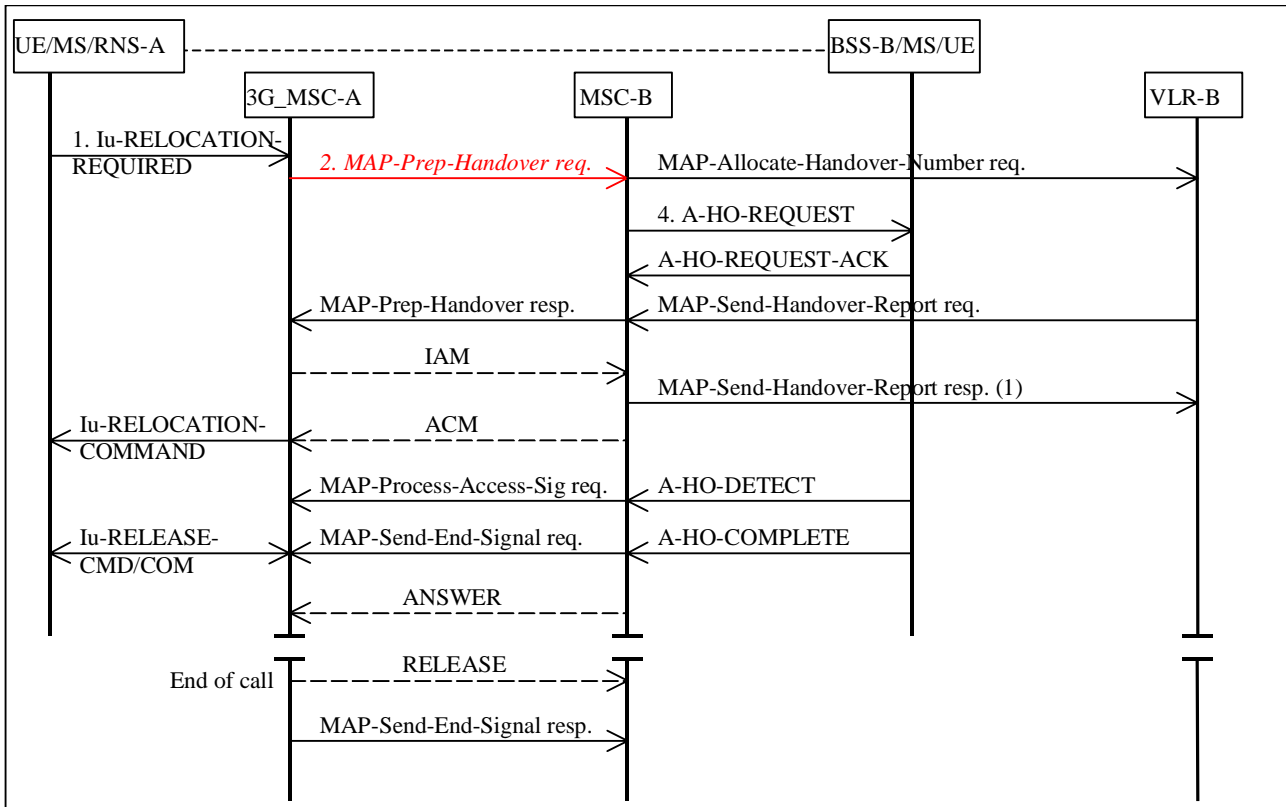 UE/MS/RNS-A
BSS-B/MS/UE
3G_MSC-A
MSC-B
VLR-B
1. Iu-RELOCATION-
REQUIRED
2. MAP-Prep-Handover req.
MAP-Allocate-Handover-Number req.
4. A-HO-REQUEST
A-HO-REQUEST-ACK
MAP-Prep-Handover resp.
MAP-Send-Handover-Report req.
IAM
MAP-Send-Handover-Report resp. (1)
Iu-RELOCATION-
COMMAND
ACM
MAP-Process-Access-Sig req.
A-HO-DETECT
Iu-RELEASE-
CMD/COM
MAP-Send-End-Signal req.
A-HO-COMPLETE
ANSWER
RELEASE
End of call
MAP-Send-End-Signal resp.